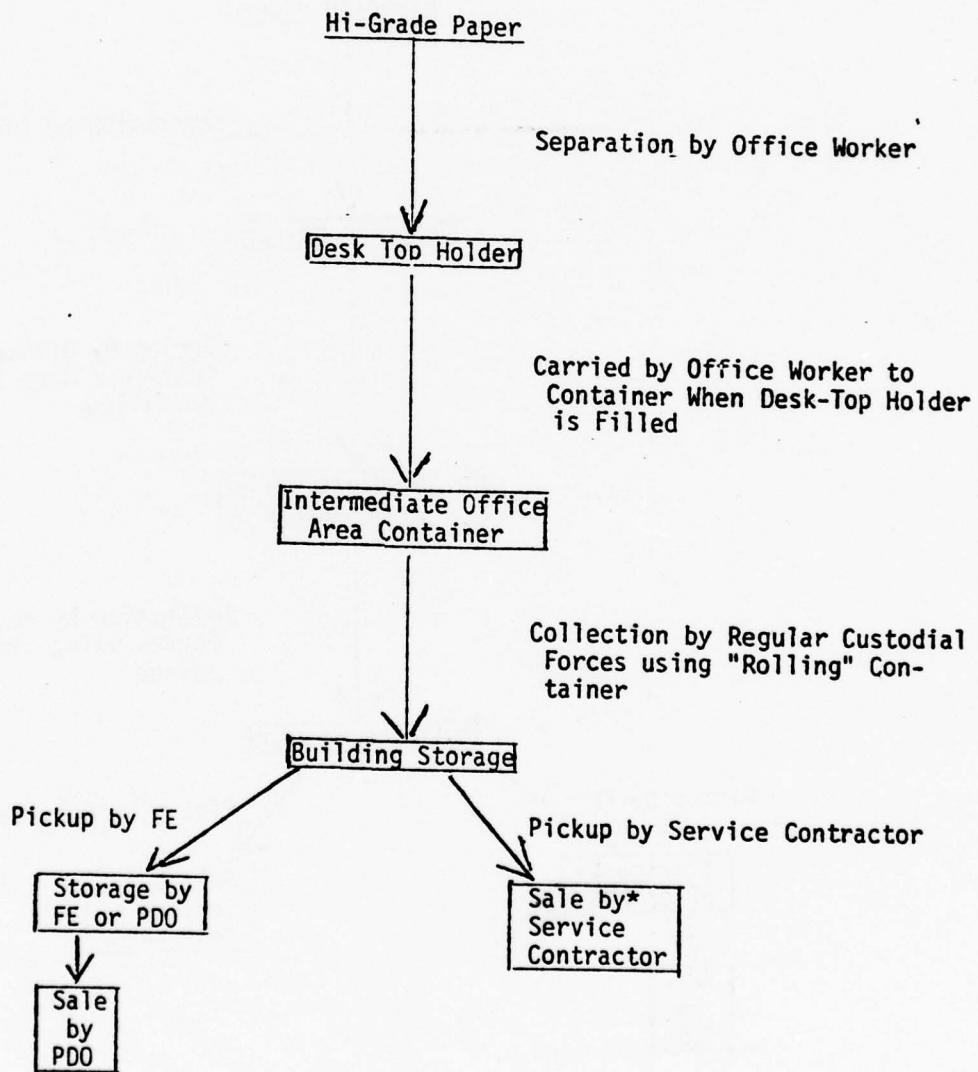 Hi-Grade Paper
Separation by Office Worker
Desk Top Holder
Carried by Office Worker to
Container When Desk-Top Holder
is Filled
Intermediate Office
Area Container
Collection by Regular Custodial
Forces using "Rolling" Con-
tainer
Building Storage
Pickup by FE
Pickup by Service Contractor
Storage by
FE or PDO
Sale by*
Service
Contractor
Sale
by
PDO